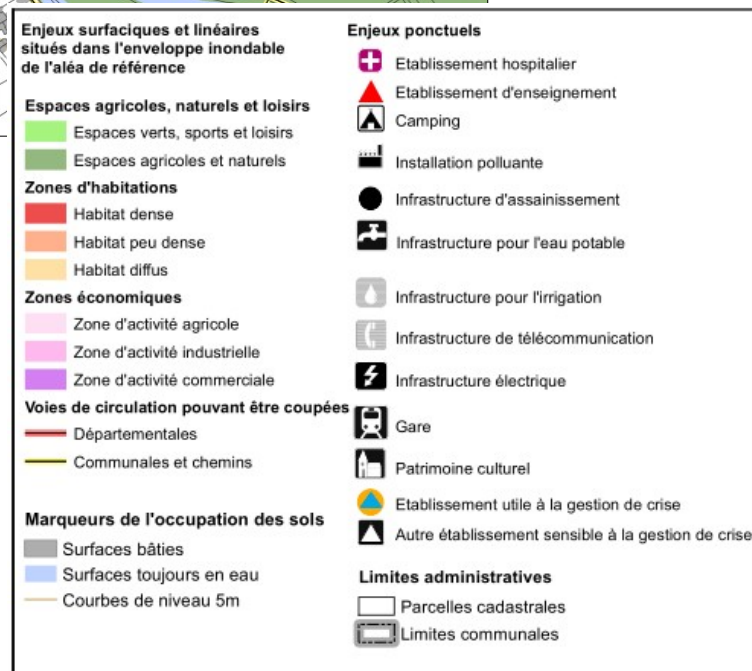 Enjeux surfaciques et linéaires
situés dans l'enveloppe inondable
de l'aléa de référence
Espaces agricoles, naturels et loisirs
Espaces verts, sports et loisirs
Espaces agricoles et naturels
Zones d'habitations
Habitat dense
Habitat peu dense
Habitat diffus
Zones économiques
Zone d'activité agricole
Zone d'activité industrielle
Zone d'activité commerciale
Voies de circulation pouvant être coupées
Départementales
Communales et chemins
Marqueurs de l'occupation des sols
Surfaces bâties
Surfaces toujours en eau
Courbes de niveau 5m
Enjeux ponctuels
Etablissement hospitalier
Etablissement d'enseignement
Camping
Installation polluante
Infrastructure d'assainissement
Infrastructure pour l'eau potable
Infrastructure pour l'irrigation
Infrastructure de télécommunication
Infrastructure électrique
Gare
Patrimoine culturel
Etablissement utile à la gestion de crise
Autre établissement sensible à la gestion de crise
Limites administratives
Parcelles cadastrales
Limites communales